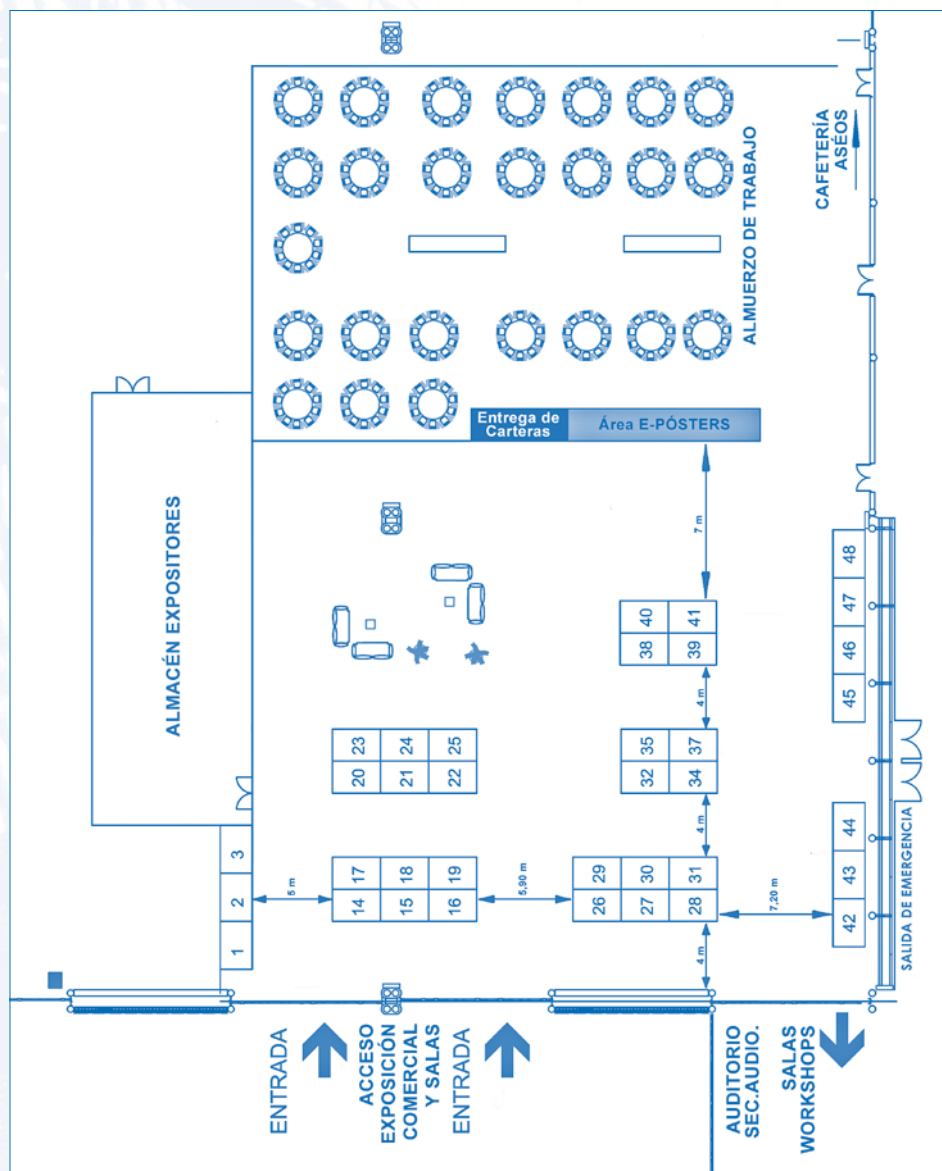 CAFETERÍA
ASÉOS
ALMUERZO DE TRABAJO
Entrega de
Carteras
Área E-PÓSTERS
ALMACÉN EXPOSITORES
7 m
40
41
38
39
48
47
46
45
4 m
23
24
25
20
21
22
35
37
32
34
4 m
3
2
1
5 m
17
18
19
14
15
16
5,90 m
29
30
31
26
27
28
7,20 m
44
43
42
4 m
SALIDA DE EMERGENCIA
ENTRADA
ACCESO
EXPOSICIÓN
COMERCIAL
Y SALAS
ENTRADA
AUDITORIO
SEC.AUDIO.
SALAS
WORKSHOPS